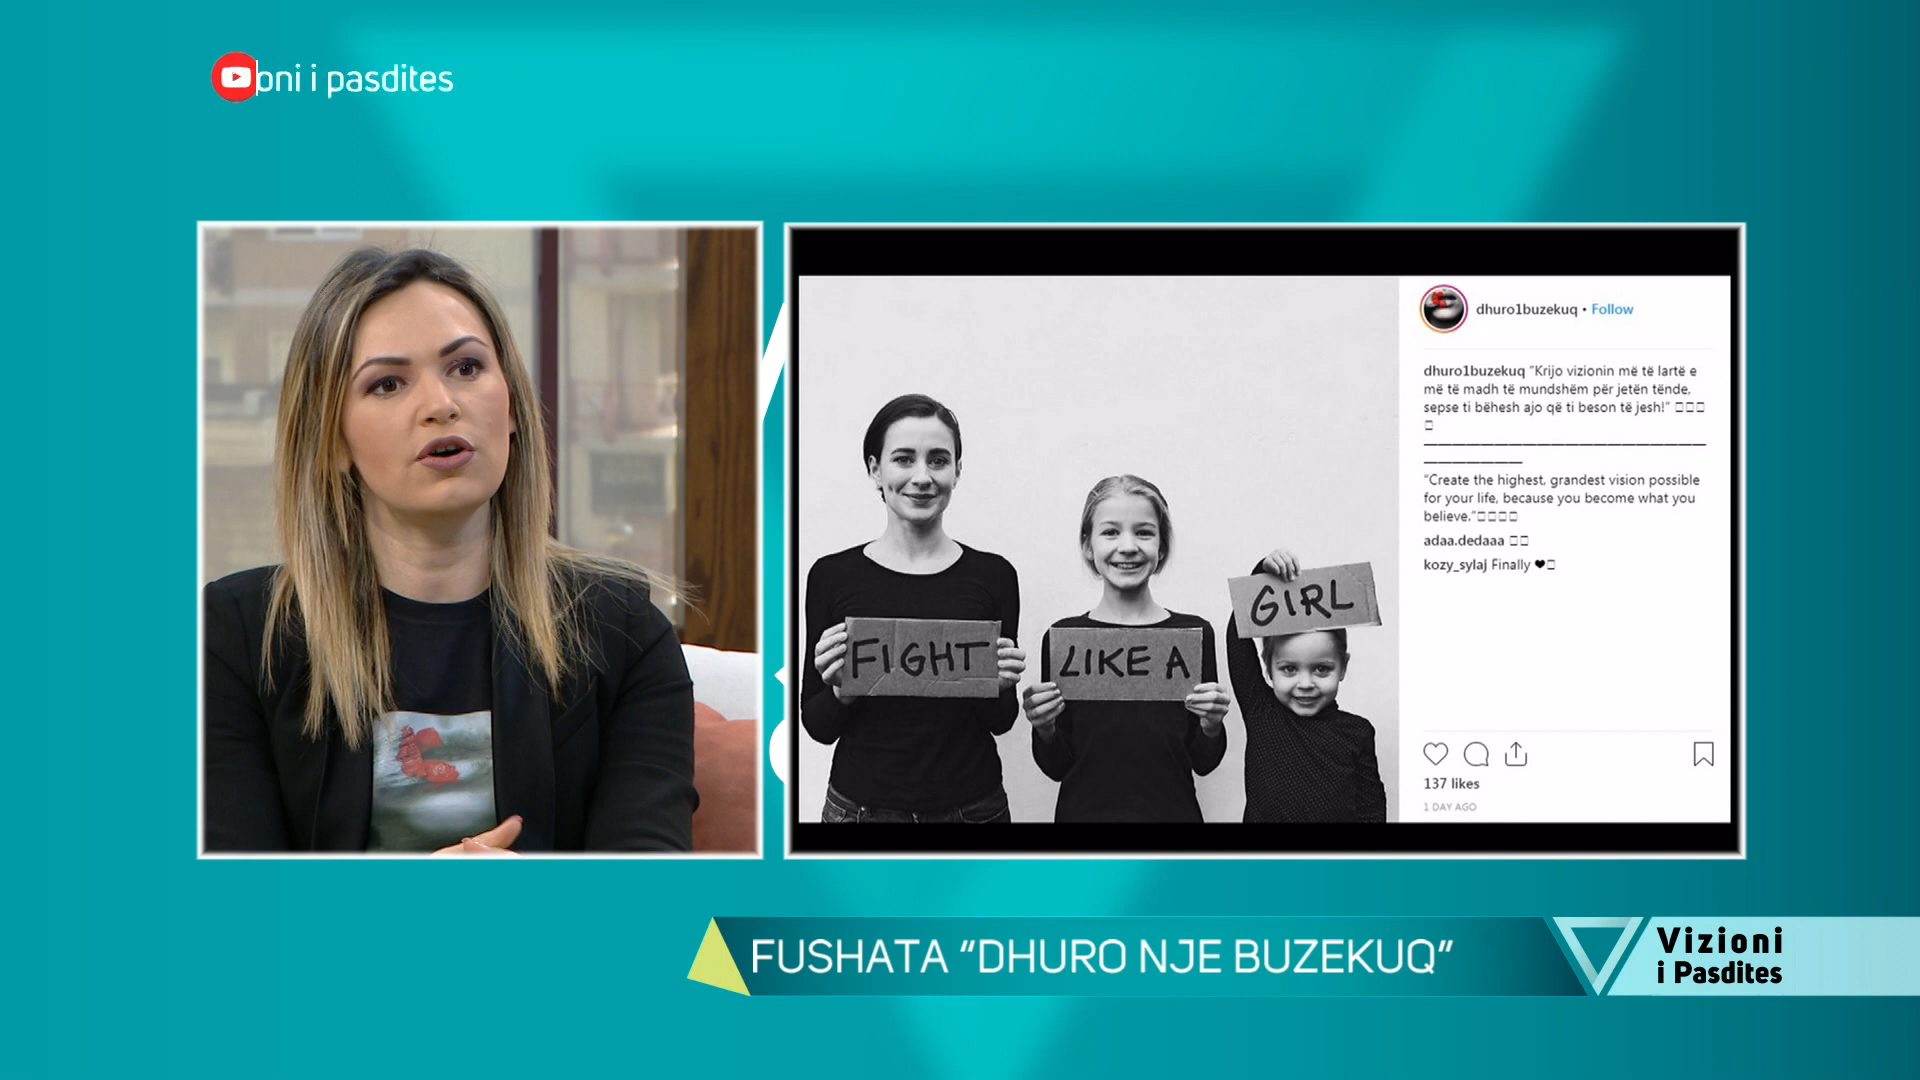 oni i pasdites
FIGHT
LIKE A
GIRL
dhuro1buzekuq • Follow
dhuro1buzekuq “Krijo vizionin më të lartë e
më të madh të mundshëm për jetën tënde,
sepse ti bëhesh ajo që ti beson të jesh!”
“Create the highest, grandest vision possible
for your life, because you become what you
believe.”
adaa.dedaaa
kozy_sylaj Finally ❤
137 likes
1 DAY AGO
FUSHATA “DHURO NJE BUZEKUQ”
Vizioni
i Pasdites